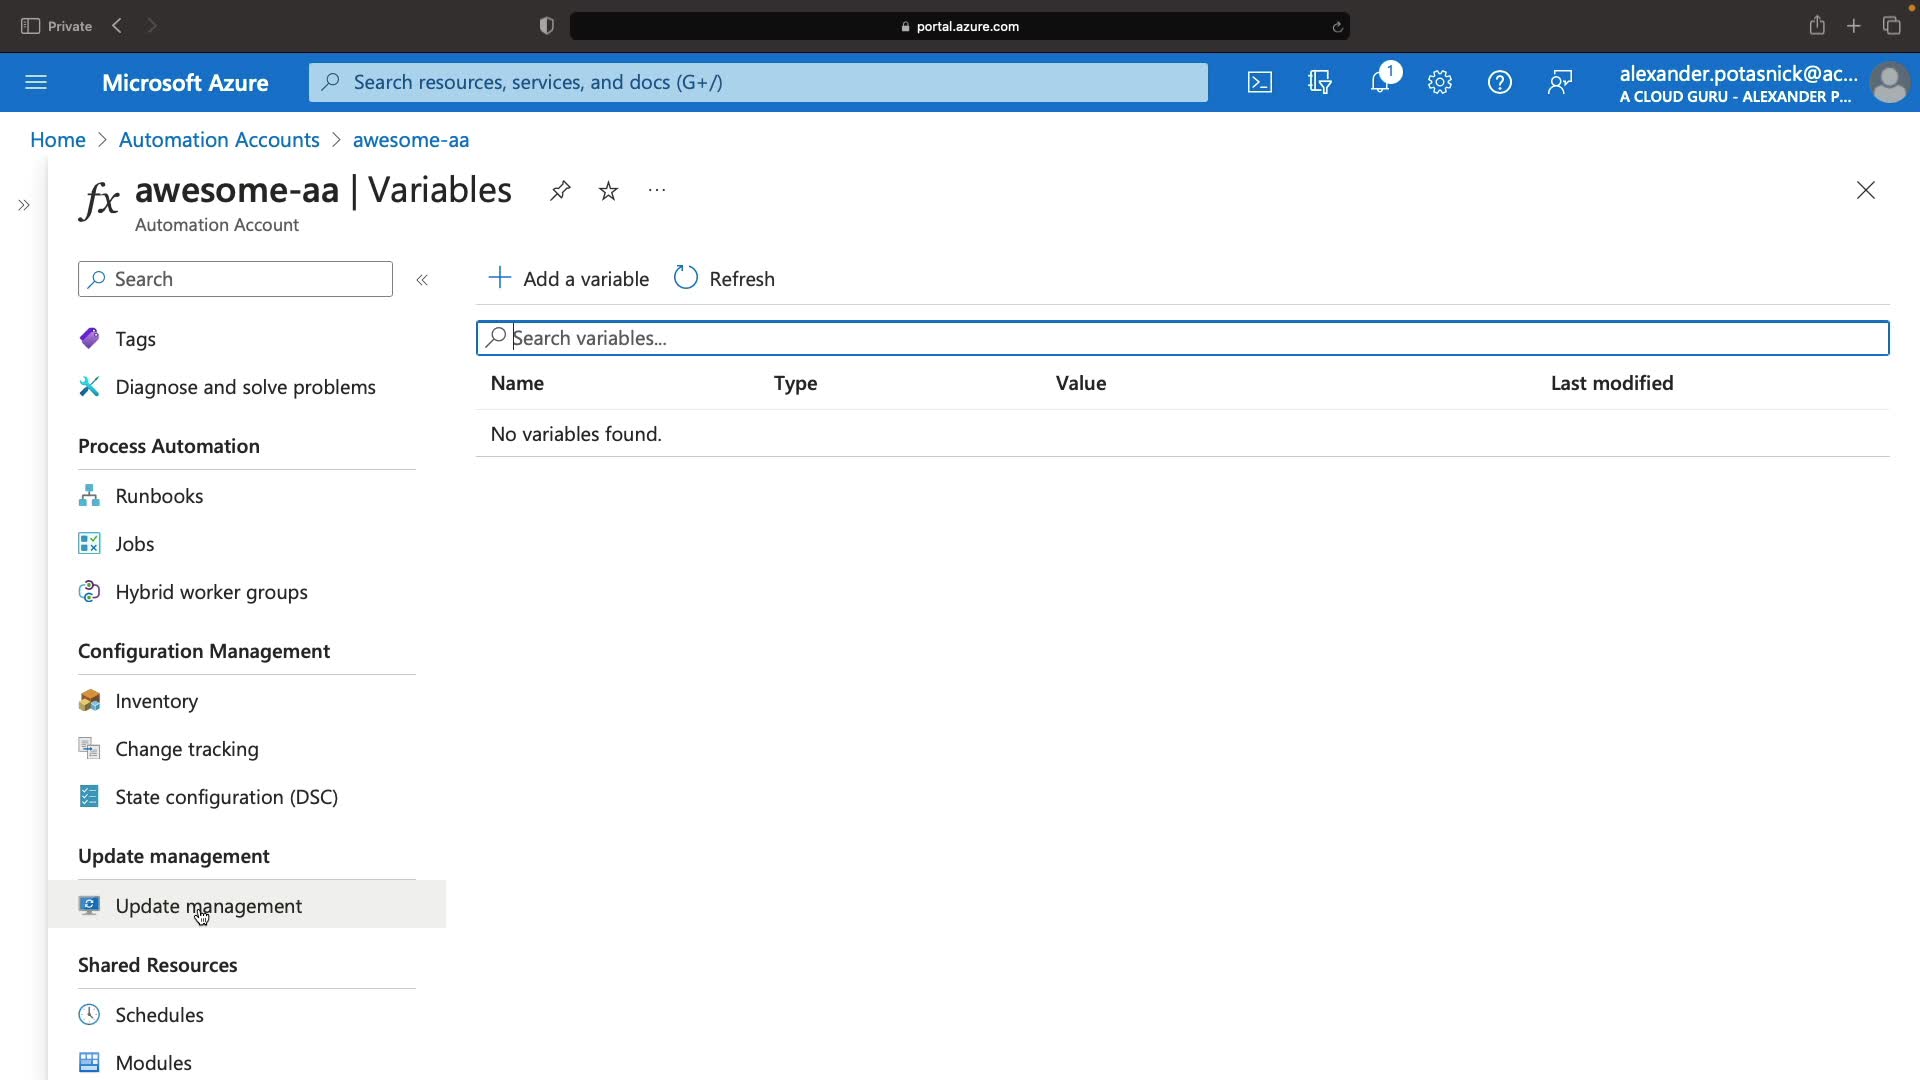 Private
portal.azure.com
Microsoft Azure
Search resources, services, and docs (G+/)
1
alexander.potasnick@ac...
A CLOUD GURU - ALEXANDER P...
Home > Automation Accounts > awesome-aa
fx awesome-aa | Variables
Automation Account
Search
Add a variable
Refresh
Search variables...
Name Type Value Last modified
No variables found.
Tags
Diagnose and solve problems
Process Automation
Runbooks
Jobs
Hybrid worker groups
Configuration Management
Inventory
Change tracking
State configuration (DSC)
Update management
Update management
Shared Resources
Schedules
Modules